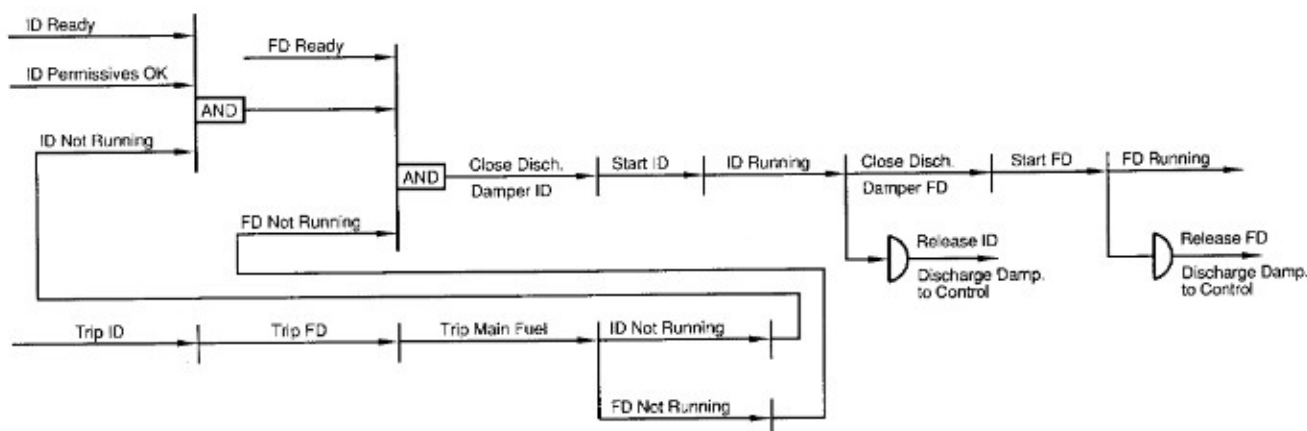 ID Ready
FD Ready
ID Permissives OK
AND
ID Not Running
Close Disch.
Damper ID
Start ID
ID Running
Close Disch.
Damper FD
Start FD
FD Running
AND
FD Not Running
Release ID
Discharge Damp.
to Control
Release FD
Discharge Damp.
to Control
Trip ID
Trip FD
Trip Main Fuel
ID Not Running
FD Not Running